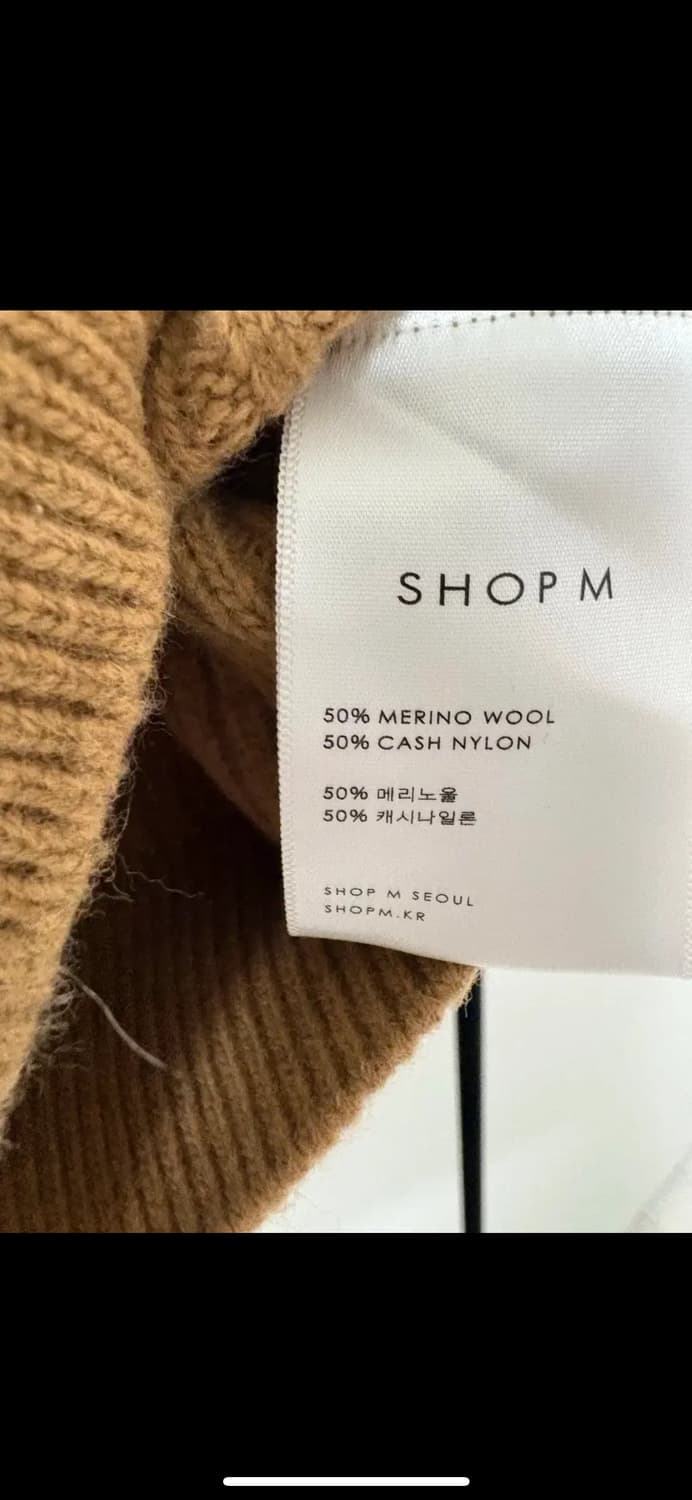 SHOP M
50% MERINO WOOL
50% CASH NYLON
50% 메리노울
50% 캐시나일론
SHOP M SEOUL
SHOPM.KR